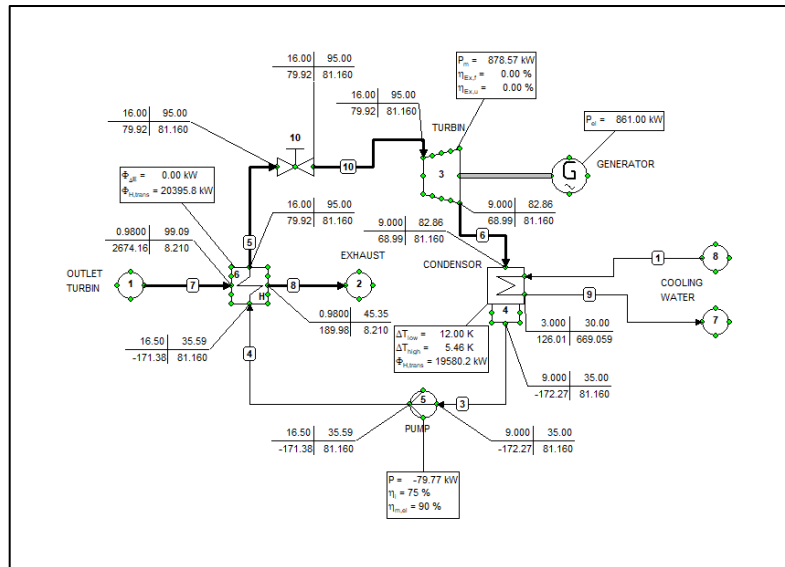 16.00 95.00
79.92 81.160
P_m = 878.57 kW
η_Ex,f = 0.00 %
η_Ex,u = 0.00 %
16.00 95.00
79.92 81.160
16.00 95.00
79.92 81.160
TURBIN
P_el = 861.00 kW
10
10
3
G
~
GENERATOR
Φ_H,trans = 20395.8 kW
0.00 kW
16.00 95.00
79.92 81.160
9.000 82.86
68.99 81.160
9.000 82.86
68.99 81.160
5
6
0.9800 99.09
2674.16 8.210
EXHAUST
CONDENSOR
1
8
OUTLET
TURBIN
1
7
6
H
8
2
COOLING
WATER
9
4
7
0.9800 45.35
189.98 8.210
3.000 30.00
126.01 669.059
ΔT_low = 12.00 K
ΔT_high = 5.46 K
Φ_H,trans = 19580.2 kW
16.50 35.59
-171.38 81.160
4
9.000 35.00
-172.27 81.160
5
3
PUMP
16.50 35.59
-171.38 81.160
9.000 35.00
-172.27 81.160
P = -79.77 kW
η_i = 75 %
η_m,el = 90 %